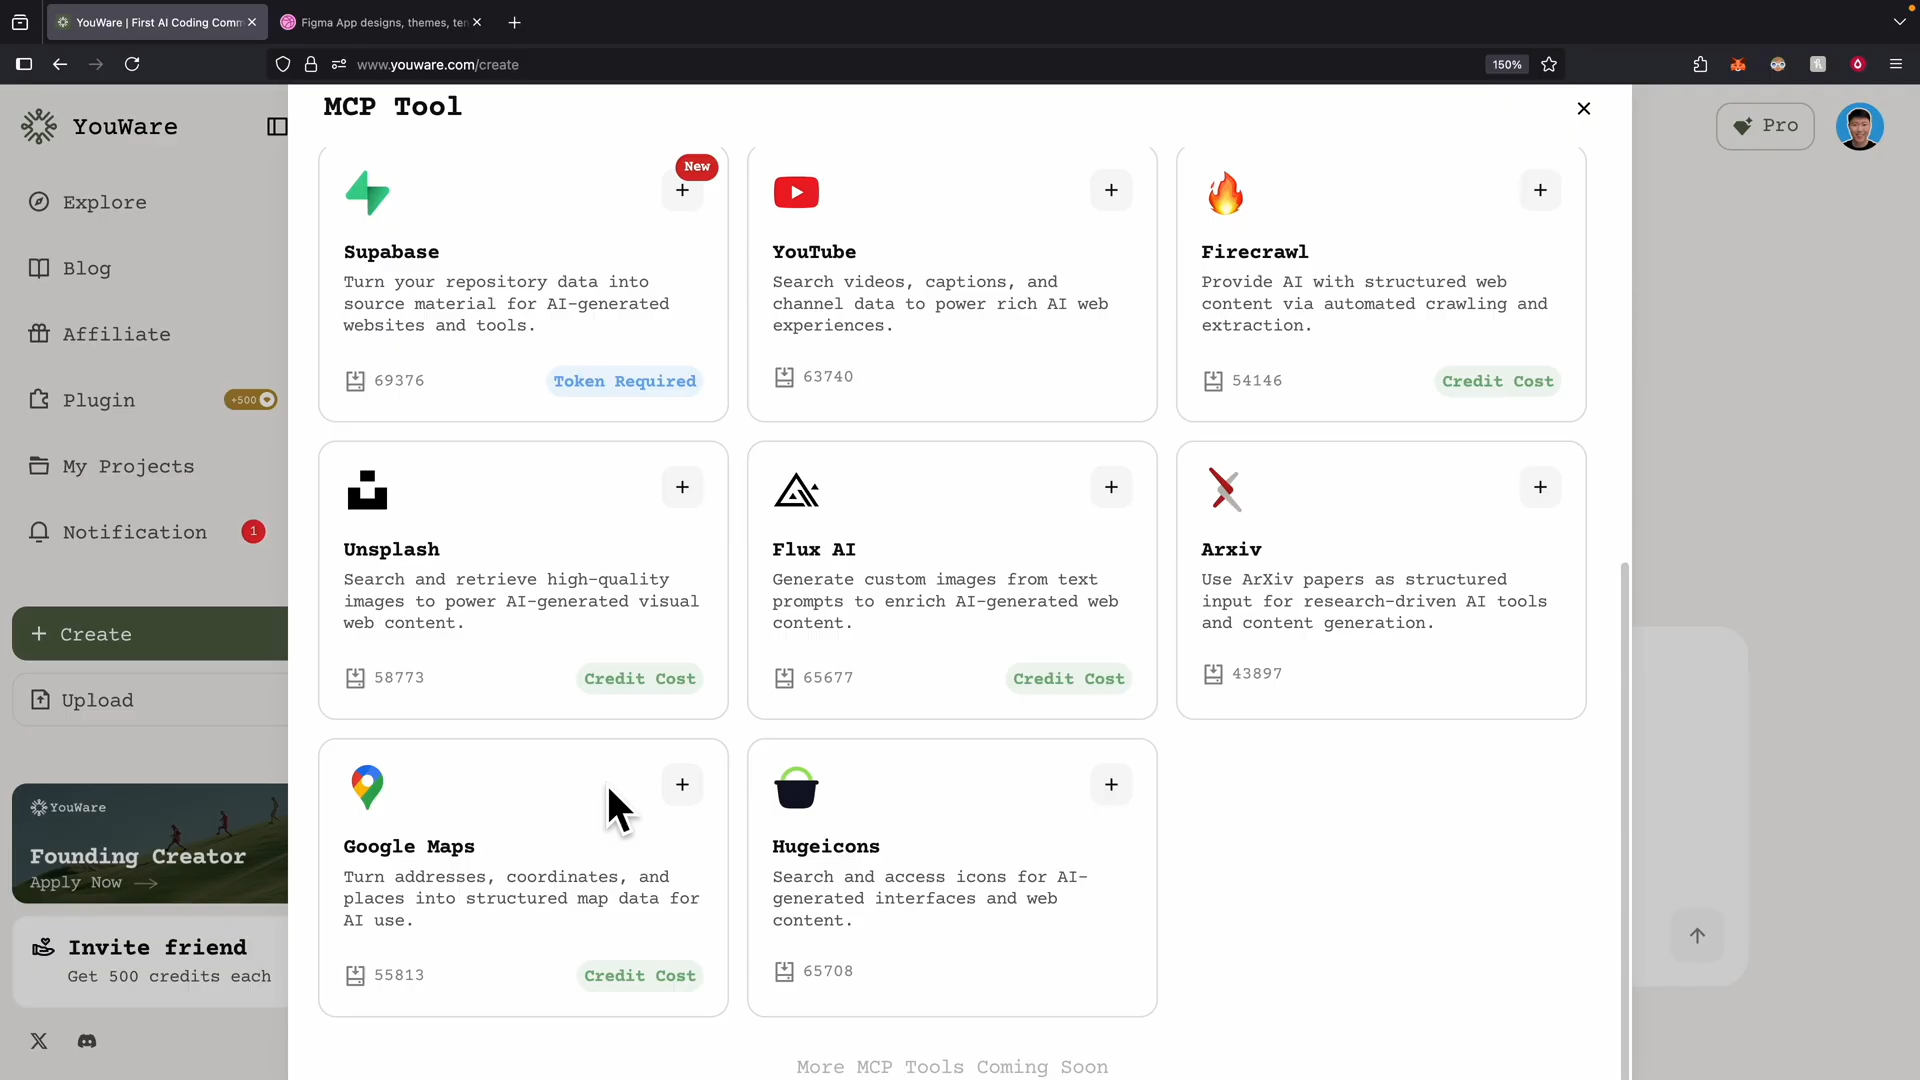 YouWare | First AI Coding Comm
Figma App designs, themes, ten
www.youware.com/create
150%
YouWare
Explore
Blog
Affiliate
Plugin
+500
My Projects
Notification
1
Create
Upload
YouWare
Founding Creator
Apply Now
Invite friend
Get 500 credits each
Pro
MCP Tool
New
Supabase
Turn your repository data into
source material for AI-generated
websites and tools.
69376
Token Required
YouTube
Search videos, captions, and
channel data to power rich AI web
experiences.
63740
Firecrawl
Provide AI with structured web
content via automated crawling and
extraction.
54146
Credit Cost
Unsplash
Search and retrieve high-quality
images to power AI-generated visual
web content.
58773
Credit Cost
Flux AI
Generate custom images from text
prompts to enrich AI-generated web
content.
65677
Credit Cost
Arxiv
Use ArXiv papers as structured
input for research-driven AI tools
and content generation.
43897
Google Maps
Turn addresses, coordinates, and
places into structured map data for
AI use.
55813
Credit Cost
Hugeicons
Search and access icons for AI-
generated interfaces and web
content.
65708
More MCP Tools Coming Soon